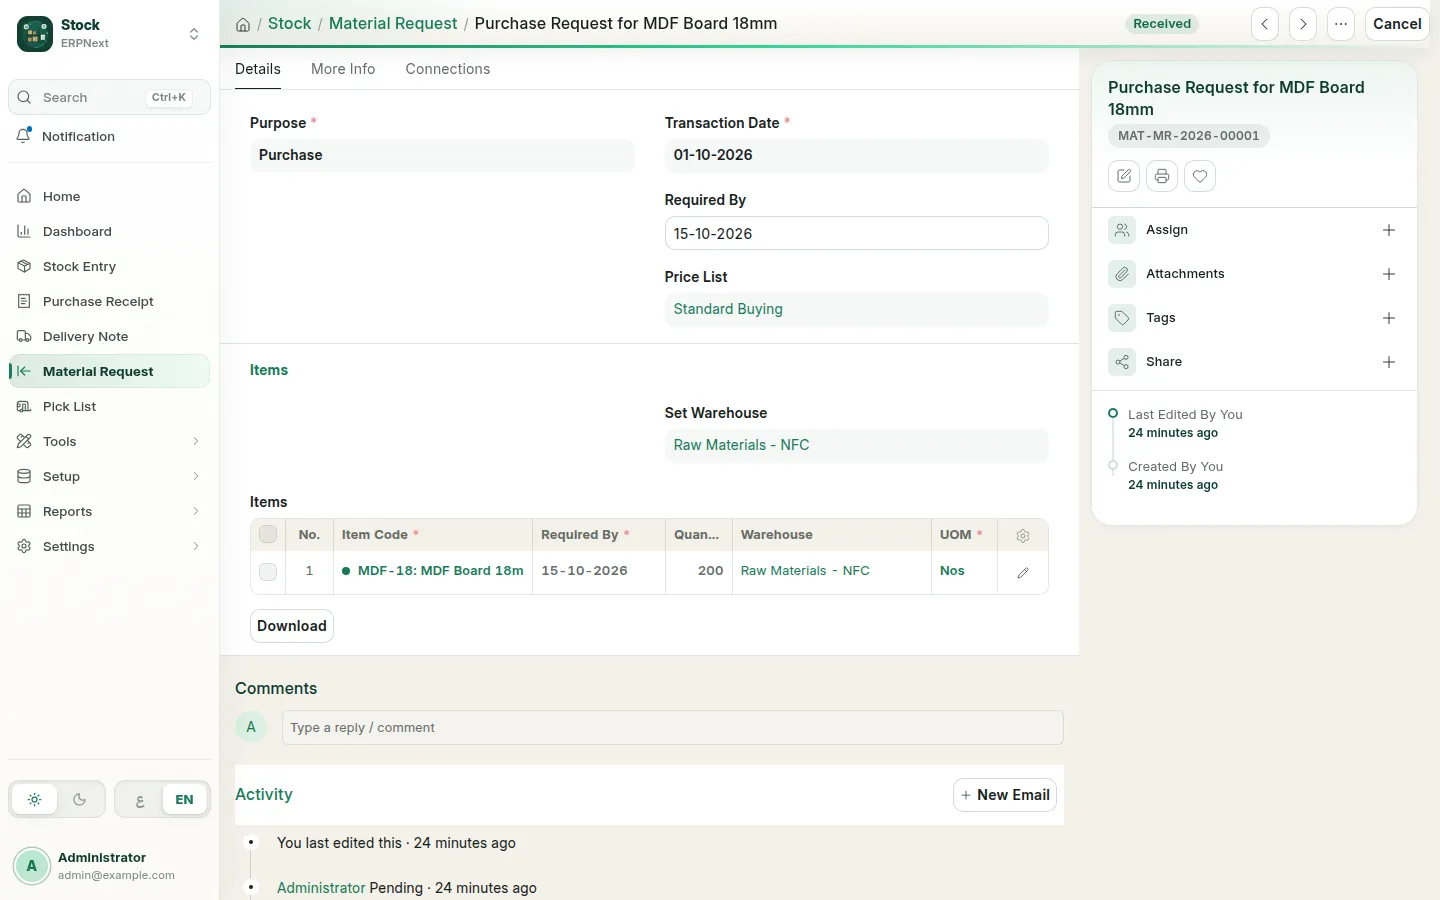 Stock
ERPNext
Search
Ctrl+K
Notification
Home
Dashboard
Stock Entry
Purchase Receipt
Delivery Note
Material Request
Pick List
Tools
Setup
Reports
Settings
ع
EN
A
Administrator
admin@example.com
/ Stock / Material Request / Purchase Request for MDF Board 18mm
Received
Cancel
Details
More Info
Connections
Purpose *
Purchase
Transaction Date *
01-10-2026
Required By
15-10-2026
Price List
Standard Buying
Items
Set Warehouse
Raw Materials - NFC
Items
No. Item Code * Required By * Quan... Warehouse UOM *
1 MDF-18: MDF Board 18m 15-10-2026 200 Raw Materials - NFC Nos
Download
Comments
A
Type a reply / comment
Activity
+ New Email
You last edited this · 24 minutes ago
Administrator Pending · 24 minutes ago
Purchase Request for MDF Board
18mm
MAT-MR-2026-00001
Assign
Attachments
Tags
Share
Last Edited By You
24 minutes ago
Created By You
24 minutes ago